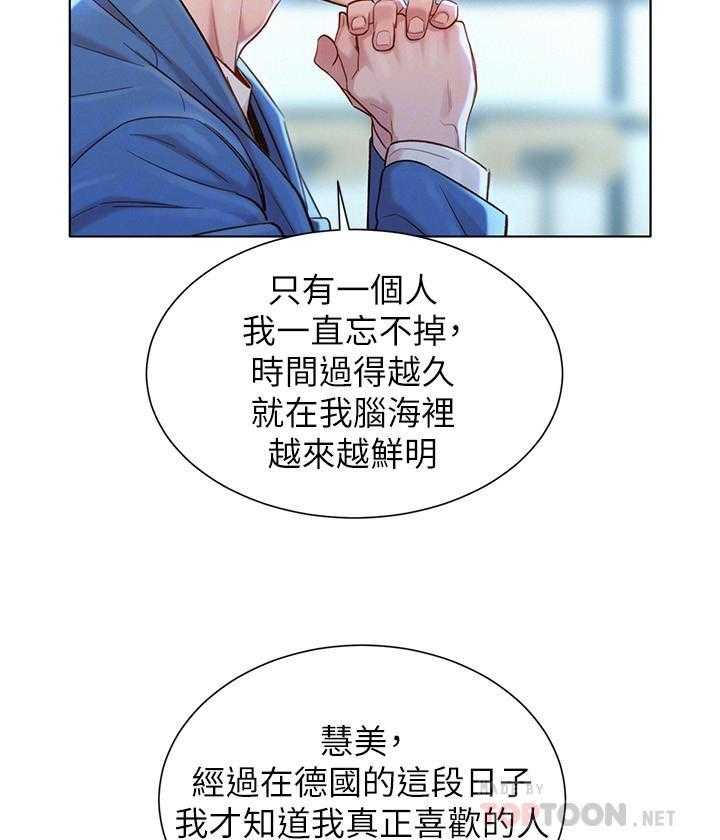 只有一個人
我一直忘不掉，
時間過得越久
就在我腦海裡
越來越鮮明
慧美，
經過在德國的這段日子
我才知道我真正喜歡的人
MADE BY
TOPTOON.NET